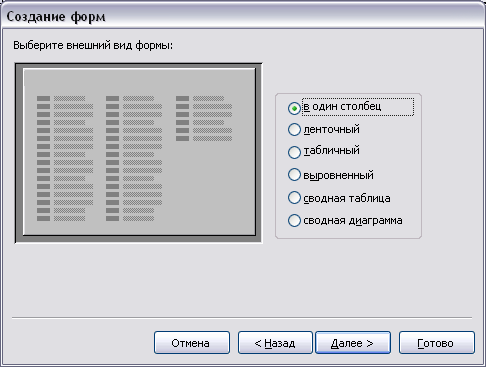 Создание форм
Выберите внешний вид формы:
в один столбец
ленточный
табличный
выровненный
сводная таблица
сводная диаграмма
Отмена
< Назад
Далее >
Готово